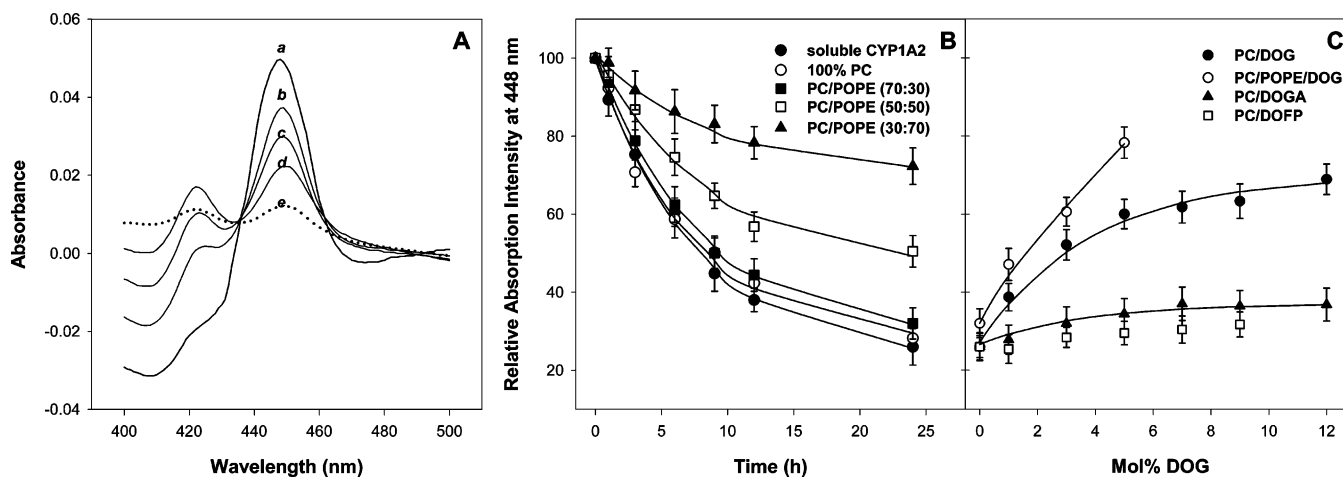 A
a
b
c
d
e
0.06
0.04
0.02
0.00
-0.02
-0.04
Absorbance
400
420
440
460
480
500
Wavelength (nm)
B
soluble CYP1A2
100% PC
PC/POPE (70:30)
PC/POPE (50:50)
PC/POPE (30:70)
100
80
60
40
20
Relative Absorption Intensity at 448 nm
0
5
10
15
20
25
Time (h)
C
PC/DOG
PC/POPE/DOG
PC/DOGA
PC/DOFP
0
2
4
6
8
10
12
Mol% DOG